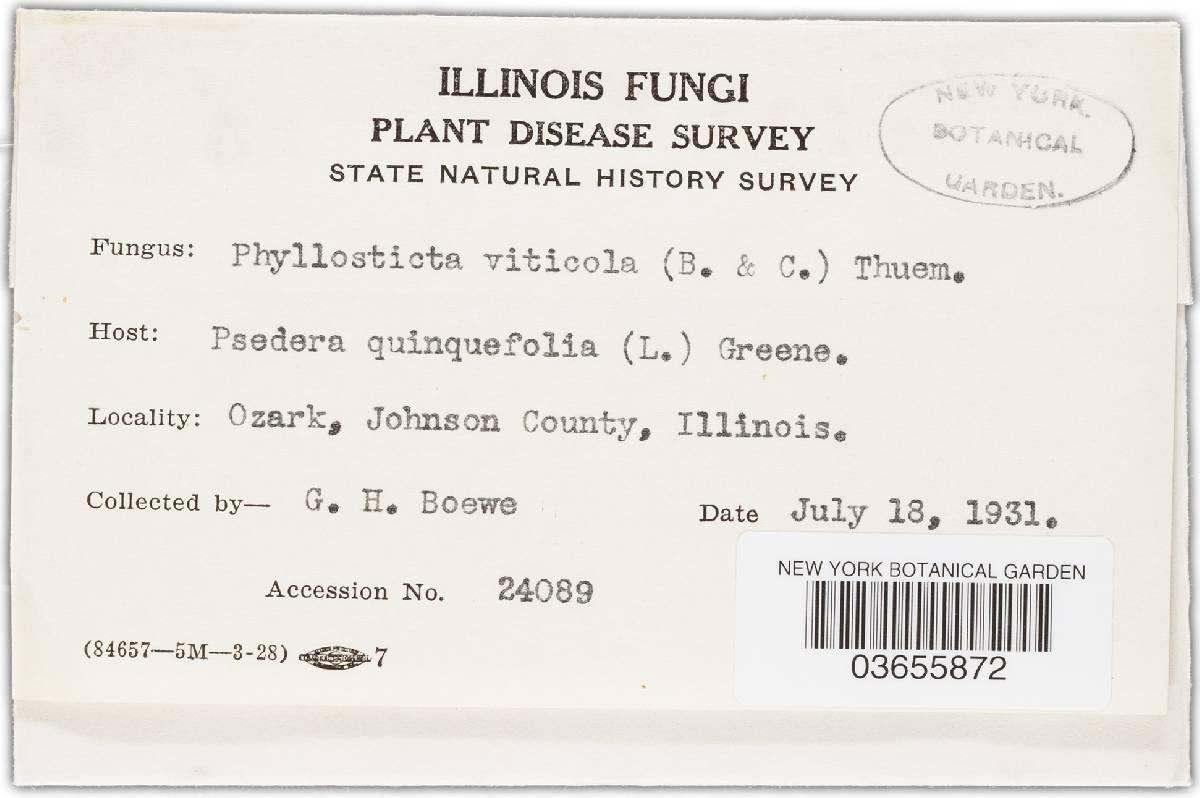 ILLINOIS FUNGI
PLANT DISEASE SURVEY
STATE NATURAL HISTORY SURVEY
NEW YORK.
BOTANICAL
GARDEN.
Fungus: Phyllosticta viticola (B. & C.) Thuem.
Host: Psedera quinquefolia (L.) Greene.
Locality: Ozark, Johnson County, Illinois.
Collected by— G. H. Boewe
Date July 18, 1931.
Accession No. 24089
(84657—5M—3-28) 7
NEW YORK BOTANICAL GARDEN
03655872